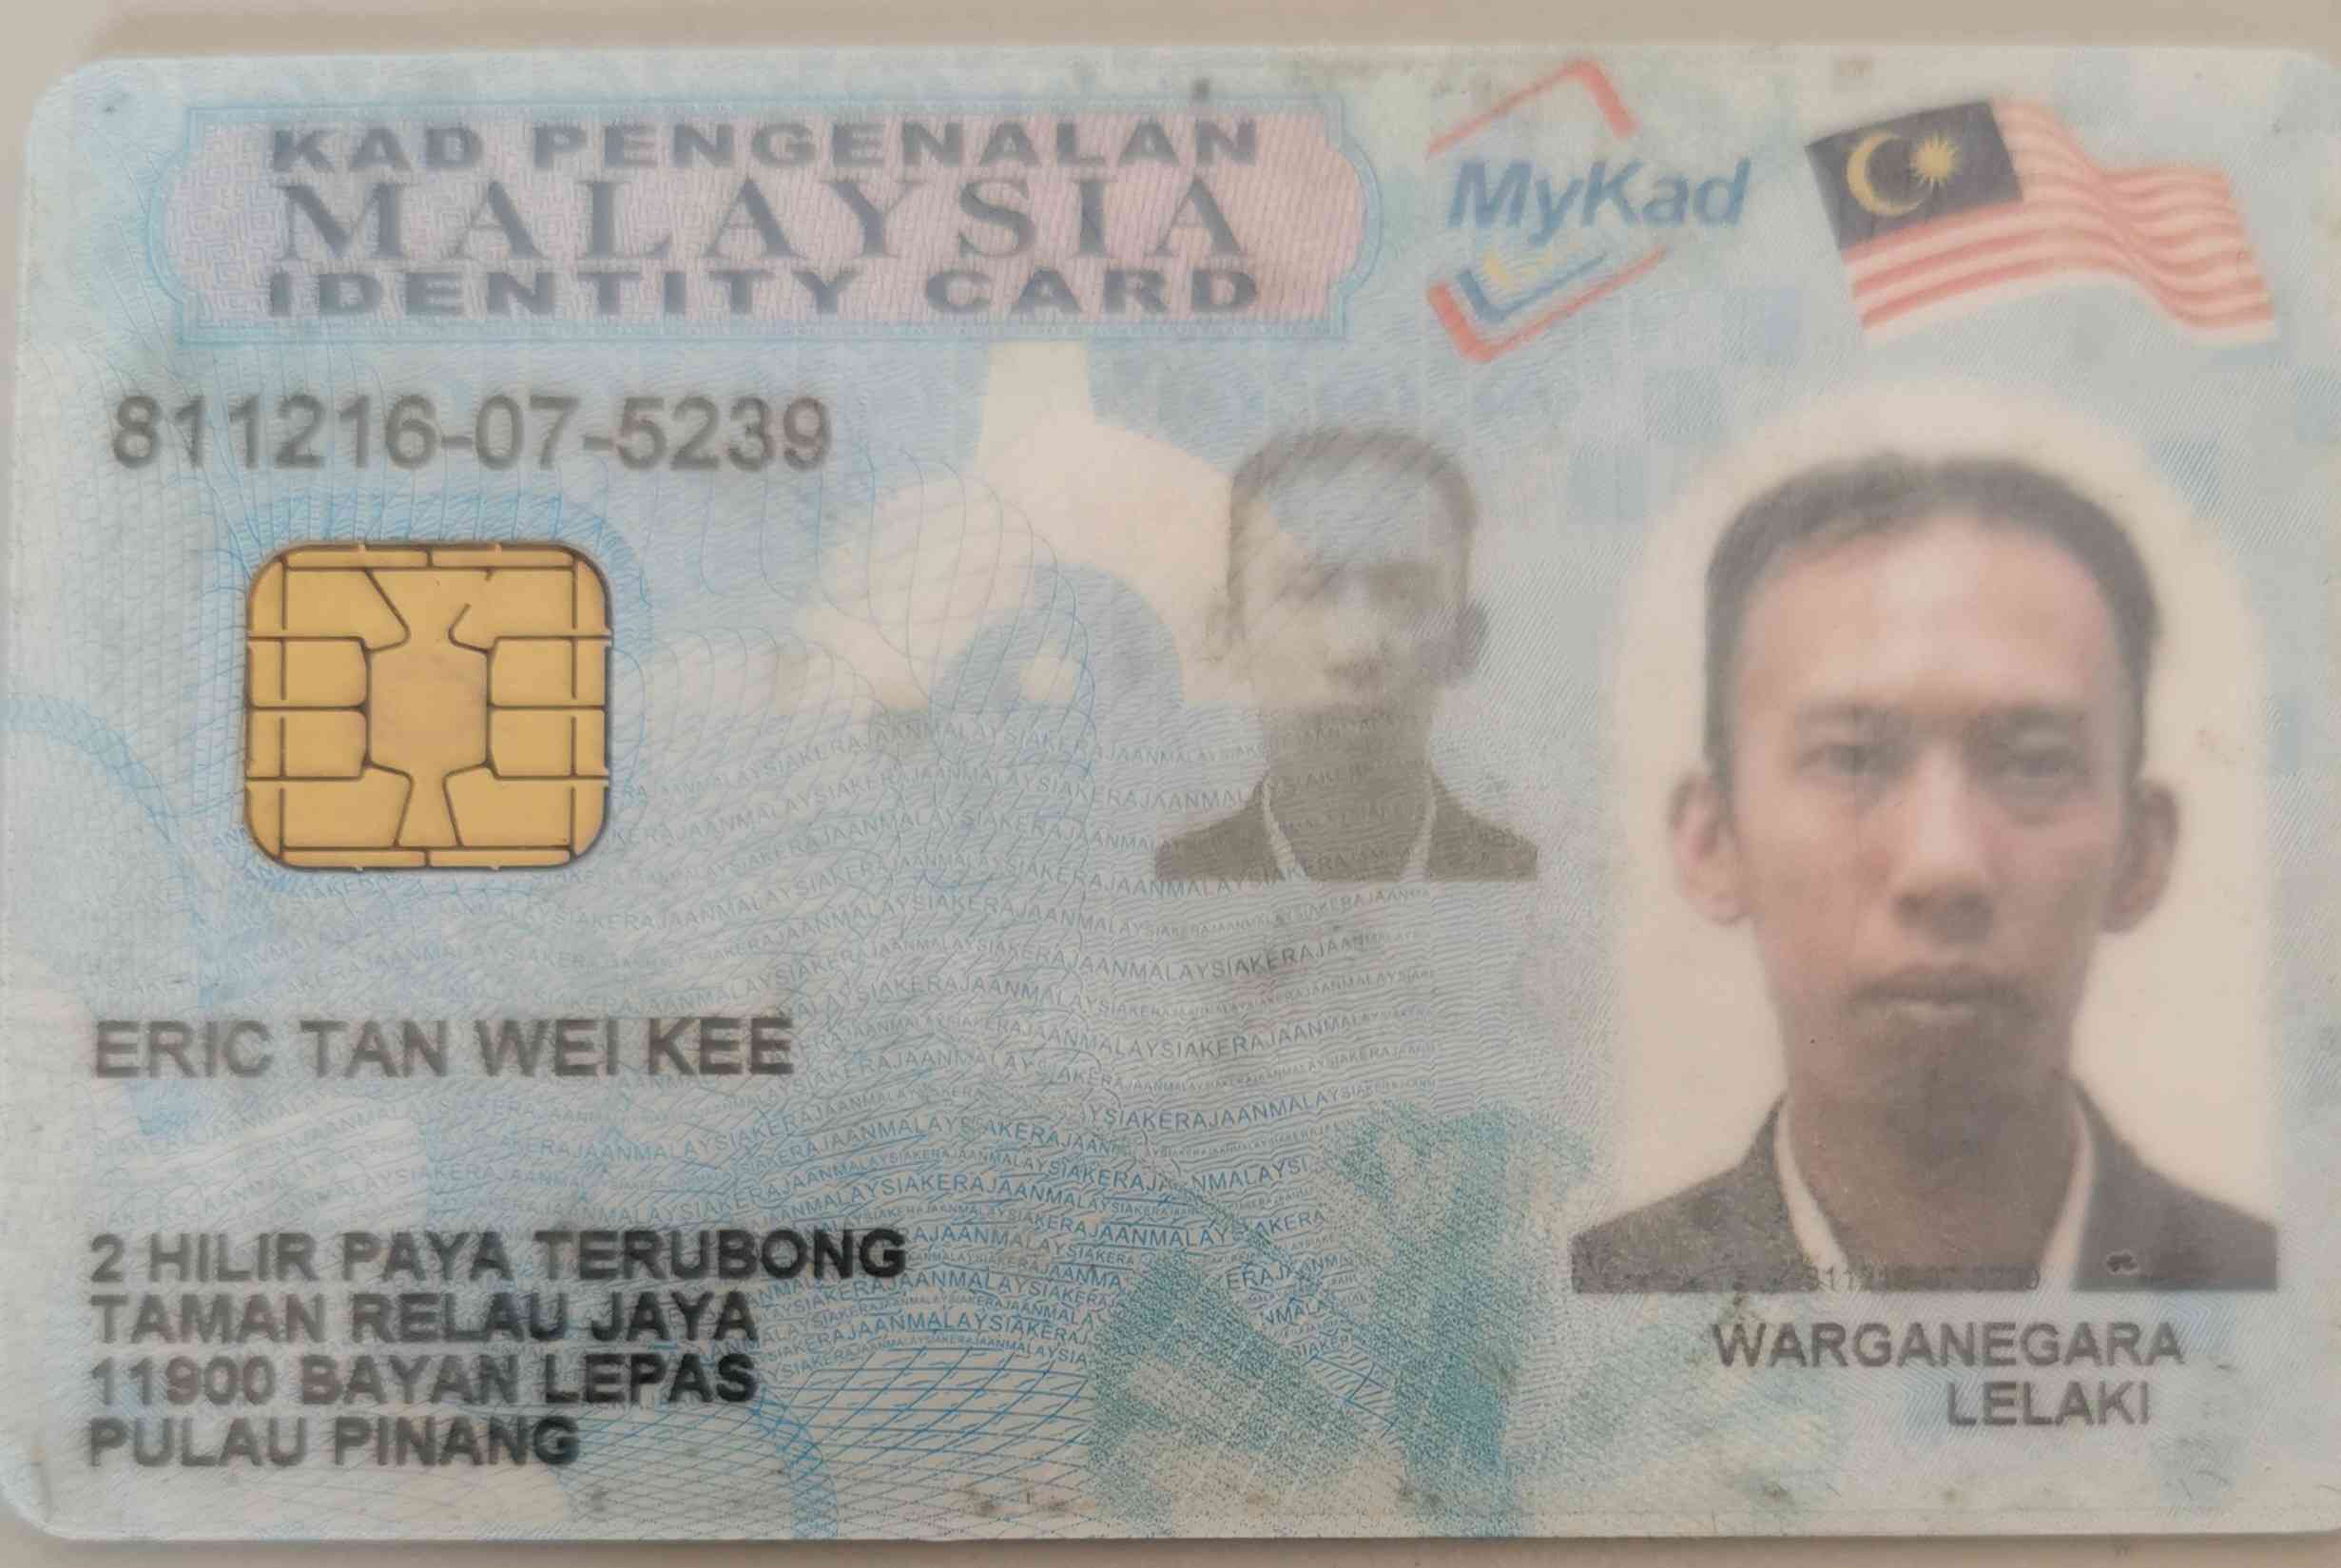 KAD PENGENALAN
MALAYSIA
IDENTITY CARD
MyKad
811216-07-5239
ERIC TAN WEI KEE
2 HILIR PAYA TERUBONG
TAMAN RELAU JAYA
11900 BAYAN LEPAS
PULAU PINANG
WARGANEGARA
LELAKI